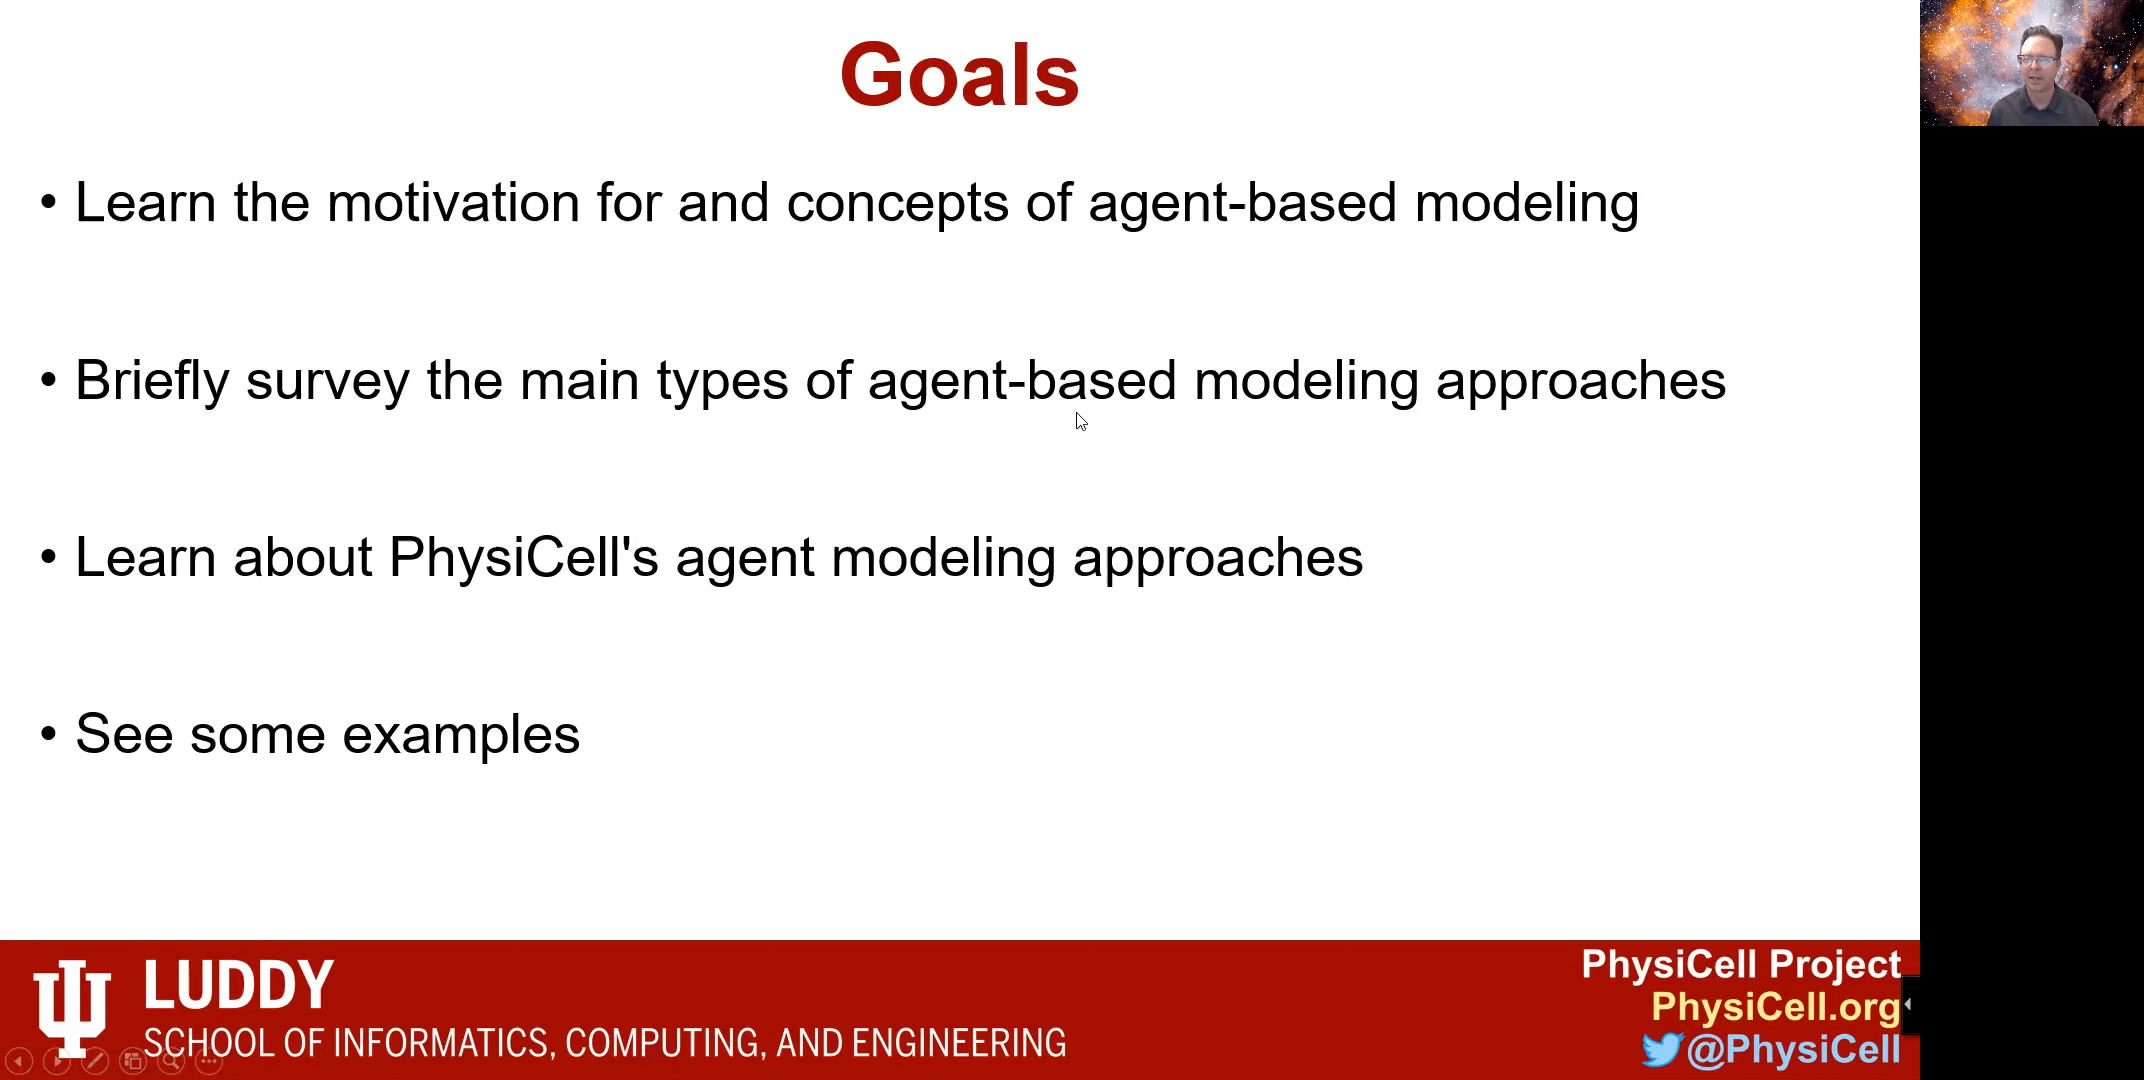 Goals
• Learn the motivation for and concepts of agent-based modeling
• Briefly survey the main types of agent-based modeling approaches
• Learn about PhysiCell's agent modeling approaches
• See some examples
LUDDY
SCHOOL OF INFORMATICS, COMPUTING, AND ENGINEERING
PhysiCell Project
PhysiCell.org
@PhysiCell